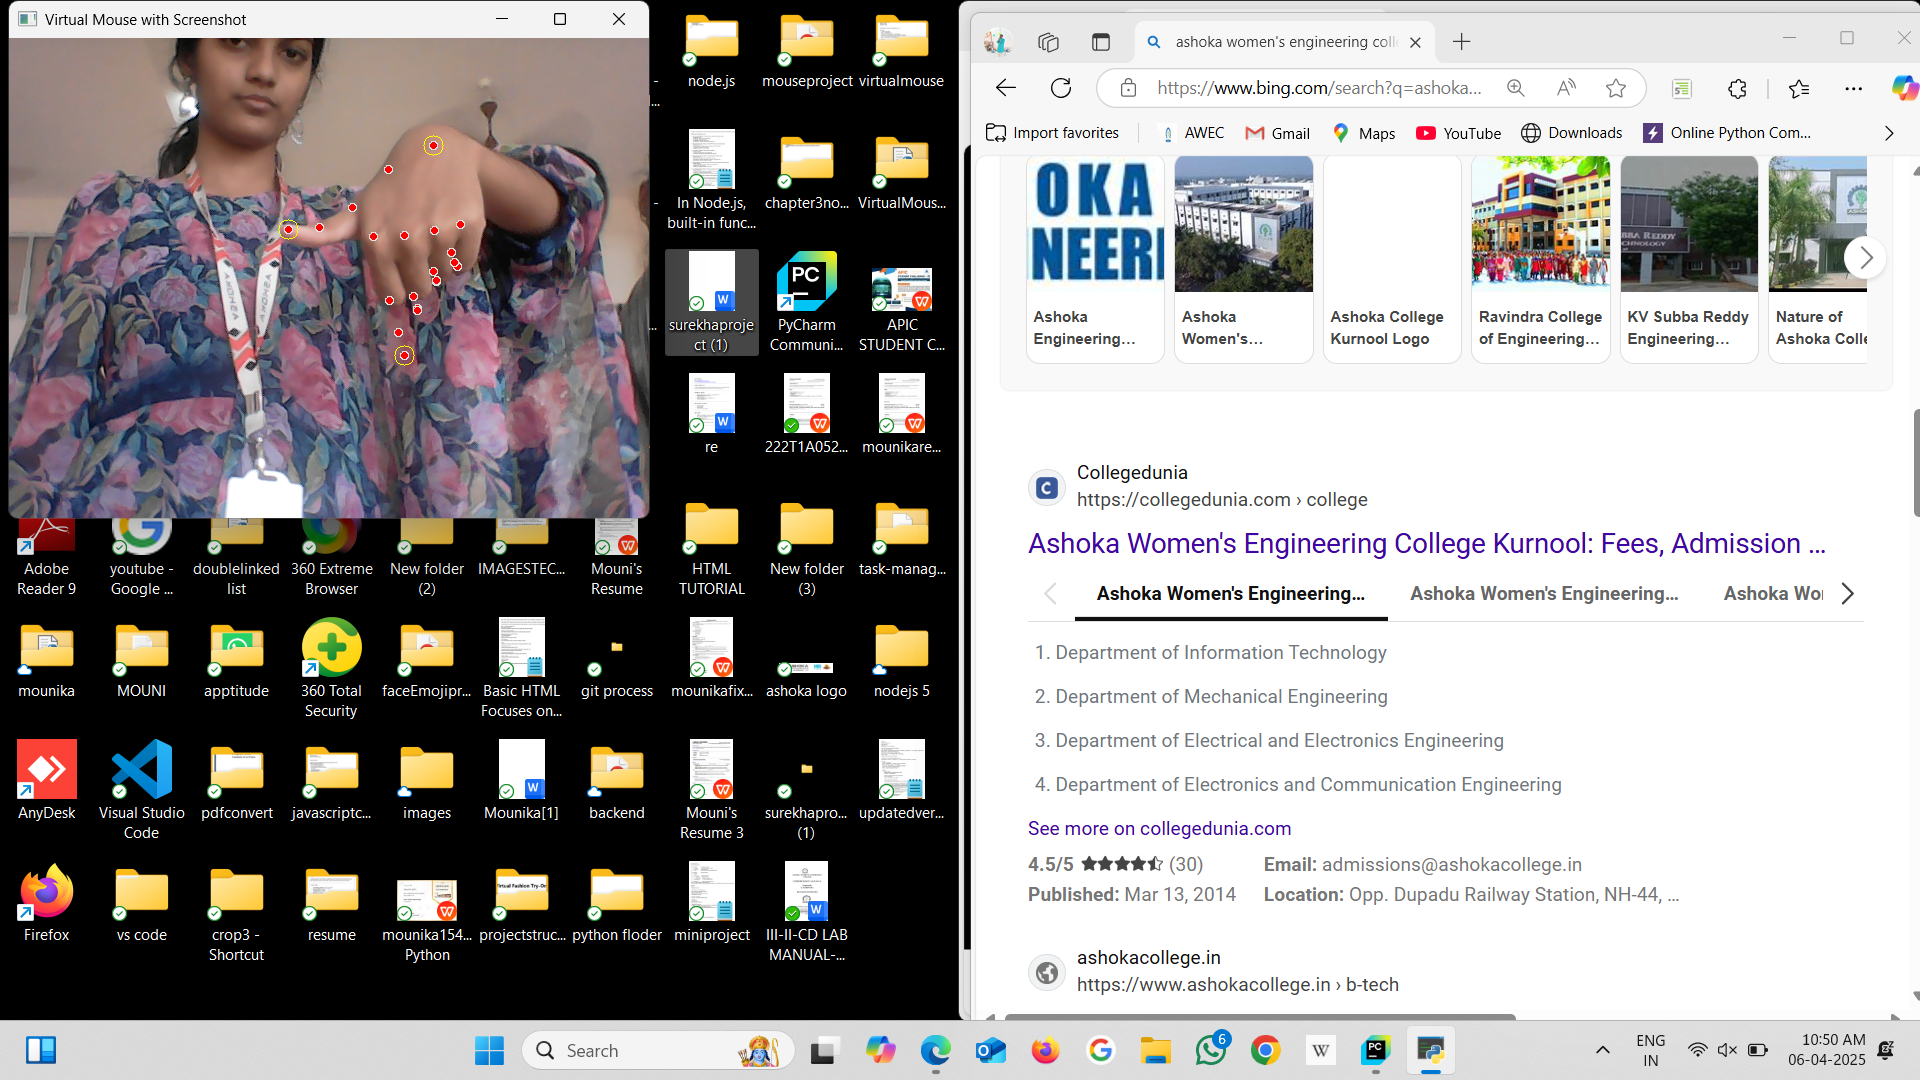 Virtual Mouse with Screenshot
node.js
mouseproject
virtualmouse
In Node.js,
built-in func...
chapter3no...
VirtualMous...
surekhaproje
ct (1)
PyCharm
Communi...
APIC
STUDENT C...
re
222T1A052...
mounikare...
Adobe
Reader 9
youtube -
Google ...
doublelinked
list
360 Extreme
Browser
New folder
(2)
IMAGESTEC...
Mouni's
Resume
HTML
TUTORIAL
New folder
(3)
task-manag...
mounika
MOUNI
apptitude
360 Total
Security
faceEmojipr...
Basic HTML
Focuses on...
git process
mounikafix...
ashoka logo
nodejs 5
AnyDesk
Visual Studio
Code
pdfconvert
javascriptc...
images
Mounika[1]
backend
Mouni's
Resume 3
surekhapro...
(1)
updatedver...
Firefox
vs code
crop3 -
Shortcut
resume
mounika154...
Python
projectstruc...
python floder
miniproject
III-II-CD LAB
MANUAL-...
ashoka women's engineering coll
https://www.bing.com/search?q=ashoka...
Import favorites
AWEC
Gmail
Maps
YouTube
Downloads
Online Python Com...
OKA
NEERI
Ashoka
Engineering...
Ashoka
Women's...
Ashoka College
Kurnool Logo
Ravindra College
of Engineering...
KV Subba Reddy
Engineering...
Nature of
Ashoka Colle
Collegedunia
https://collegedunia.com › college
Ashoka Women's Engineering College Kurnool: Fees, Admission ...
Ashoka Women's Engineering...
Ashoka Women's Engineering...
Ashoka Wo
1. Department of Information Technology
2. Department of Mechanical Engineering
3. Department of Electrical and Electronics Engineering
4. Department of Electronics and Communication Engineering
See more on collegedunia.com
4.5/5 (30)
Email: admissions@ashokacollege.in
Published: Mar 13, 2014
Location: Opp. Dupadu Railway Station, NH-44, ...
ashokacollege.in
https://www.ashokacollege.in › b-tech
Search
6
ENG
IN
10:50 AM
06-04-2025